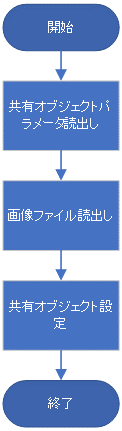 開始
共有オブジェクトパ
ラメータ読出し
画像ファイル読出し
共有オブジェクト設
定
終了